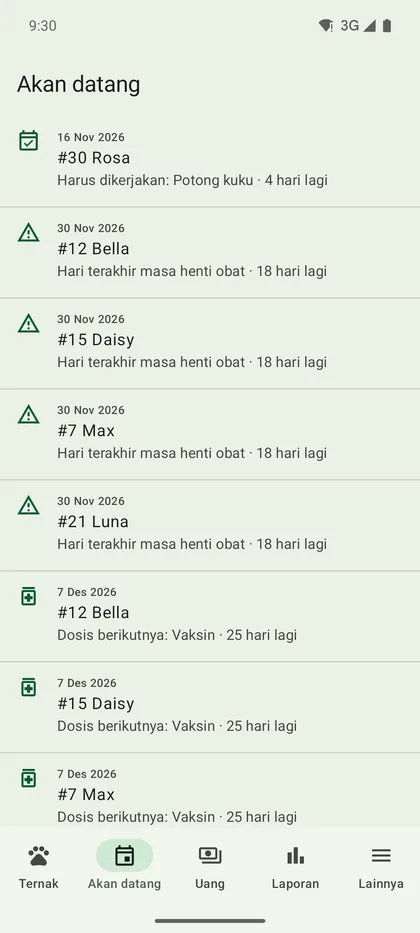 9:30
3G
Akan datang
16 Nov 2026
#30 Rosa
Harus dikerjakan: Potong kuku · 4 hari lagi
30 Nov 2026
#12 Bella
Hari terakhir masa henti obat · 18 hari lagi
30 Nov 2026
#15 Daisy
Hari terakhir masa henti obat · 18 hari lagi
30 Nov 2026
#7 Max
Hari terakhir masa henti obat · 18 hari lagi
30 Nov 2026
#21 Luna
Hari terakhir masa henti obat · 18 hari lagi
7 Des 2026
#12 Bella
Dosis berikutnya: Vaksin · 25 hari lagi
7 Des 2026
#15 Daisy
Dosis berikutnya: Vaksin · 25 hari lagi
7 Des 2026
#7 Max
Dosis berikutnya: Vaksin · 25 hari lagi
Ternak
Akan datang
Uang
Laporan
Lainnya